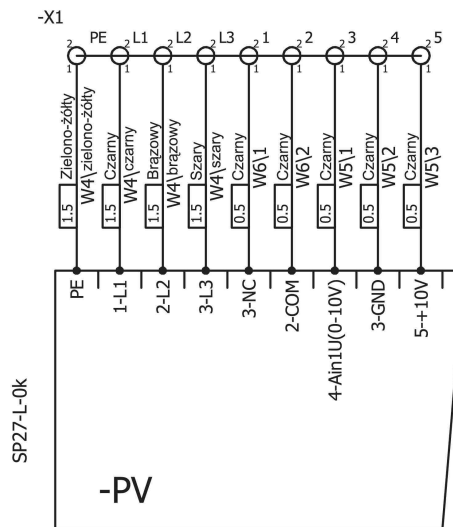 -X1
PE L1 L2 L3 1 2 3 4 5
2 2 2 2 2 2 2 2 2
1 1 1 1 1 1 1 1 1
Zielono-żółty
W4\zielono-żółty
1.5
Czarny
W4\czarny
1.5
Brązowy
W4\brązowy
1.5
Szary
W4\szary
1.5
Czarny
W6\1
0.5
Czarny
W6\2
0.5
Czarny
W5\1
0.5
Czarny
W5\2
0.5
Czarny
W5\3
0.5
PE
1-L1
2-L2
3-L3
3-NC
2-COM
4-Ain1U(0-10V)
3-GND
5-+10V
SP27-L-0k
-PV